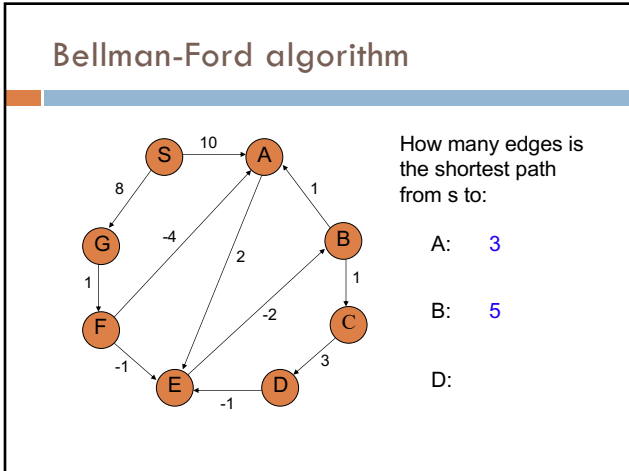 Bellman-Ford algorithm
How many edges is
the shortest path
from s to:
A: 3
B: 5
D:
S
10
A
8
1
G
-4
B
2
1
1
-2
F
C
-1
3
E
D
-1